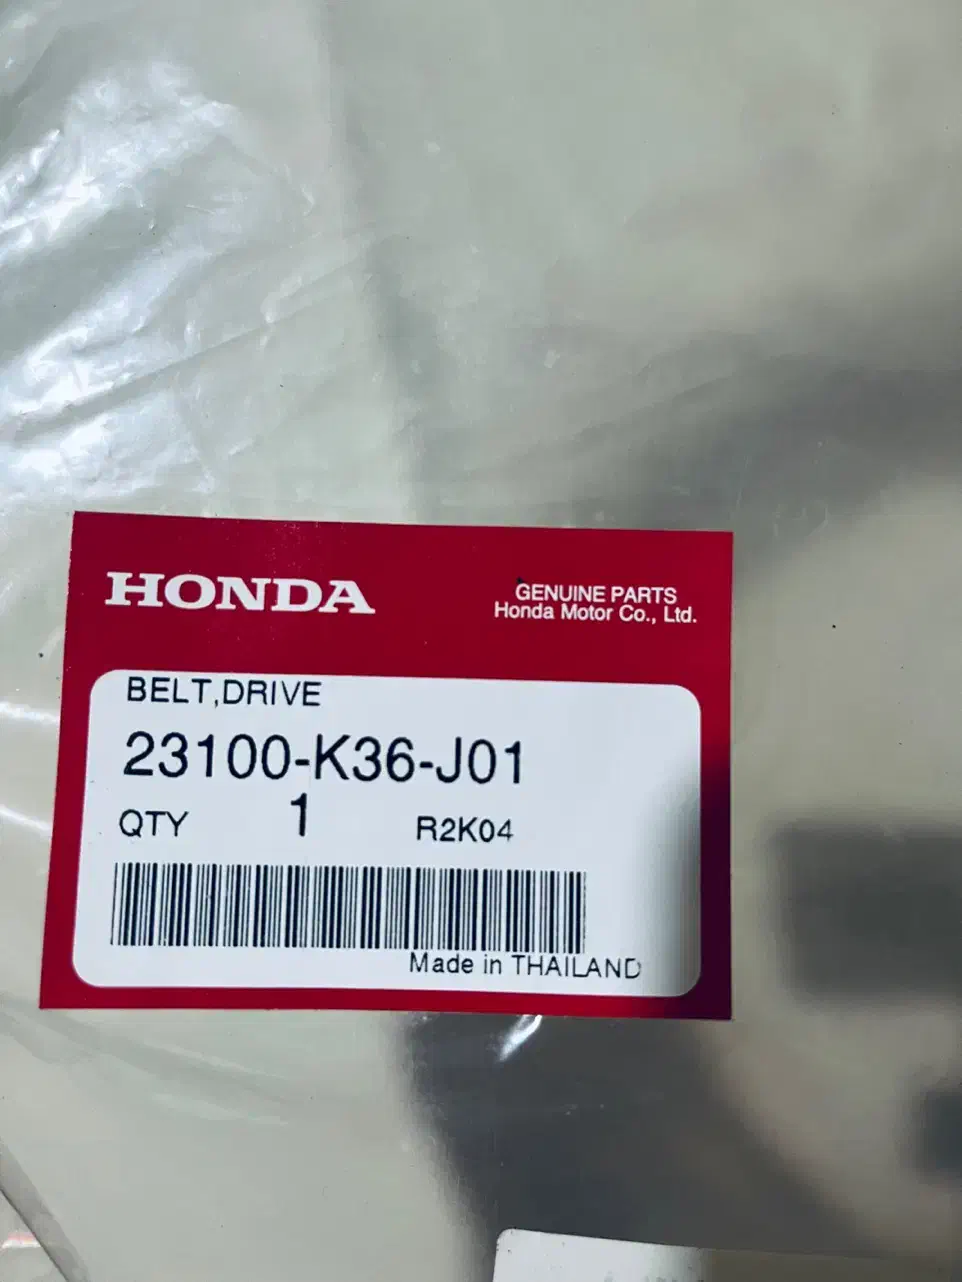 HONDA
GENUINE PARTS
Honda Motor Co., Ltd.
BELT,DRIVE
23100-K36-J01
QTY 1 R2K04
Made in THAILAND